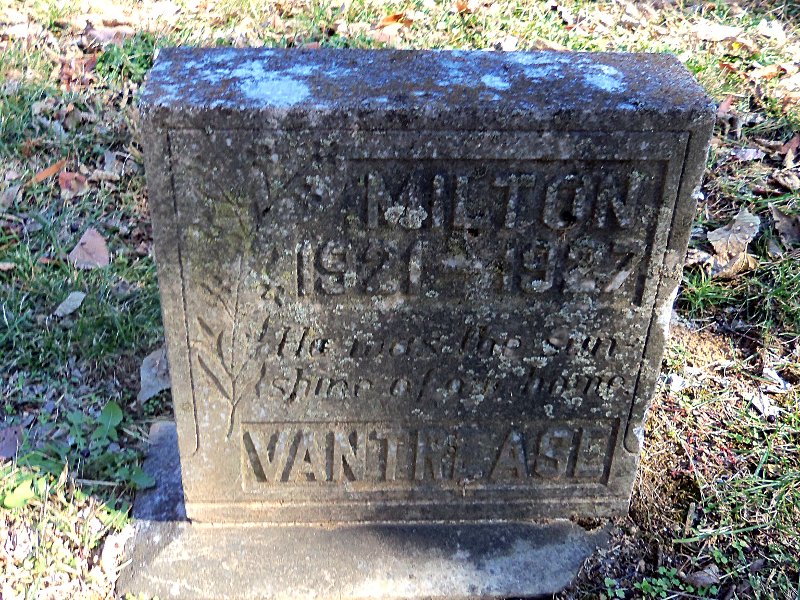 MILTON
1921 – 1927
He was the sun-
shine of our home
VANTREASE